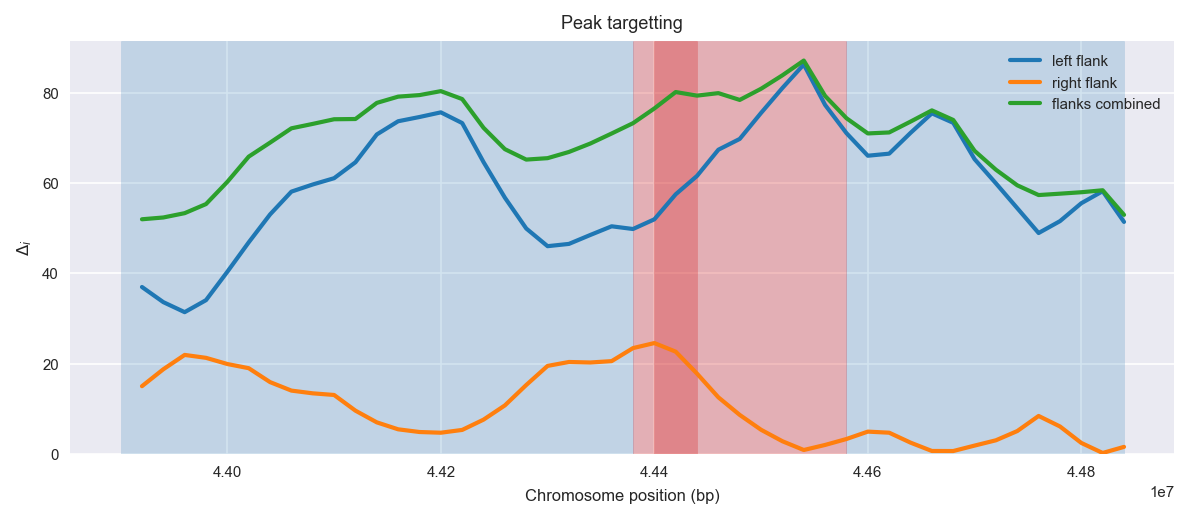 Peak targetting
left flank
right flank
flanks combined
80
60
40
20
0
Δi
4.40 4.42 4.44 4.46 4.48
1e7
Chromosome position (bp)